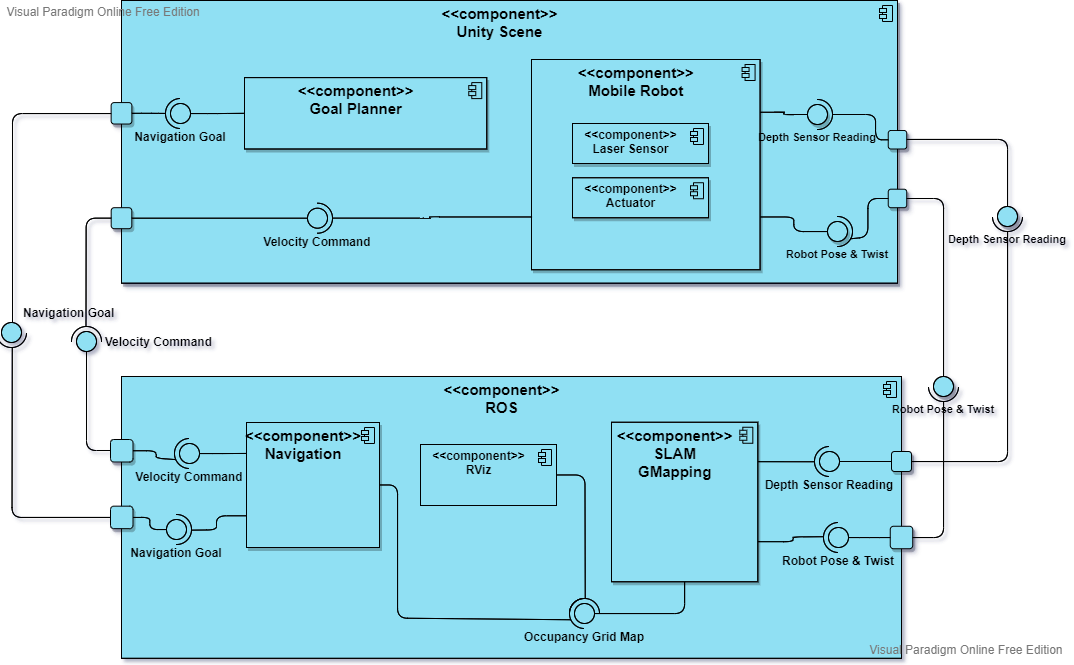 Visual Paradigm Online Free Edition
<<component>>
Unity Scene
<<component>>
Goal Planner
<<component>>
Mobile Robot
<<component>>
Laser Sensor
<<component>>
Actuator
Navigation Goal
Depth Sensor Reading
Velocity Command
Robot Pose & Twist
Depth Sensor Reading
Navigation Goal
Velocity Command
Robot Pose & Twist
<<component>>
ROS
<<component>>
Navigation
<<component>>
RViz
<<component>>
SLAM
GMapping
Velocity Command
Depth Sensor Reading
Navigation Goal
Robot Pose & Twist
Occupancy Grid Map
Visual Paradigm Online Free Edition